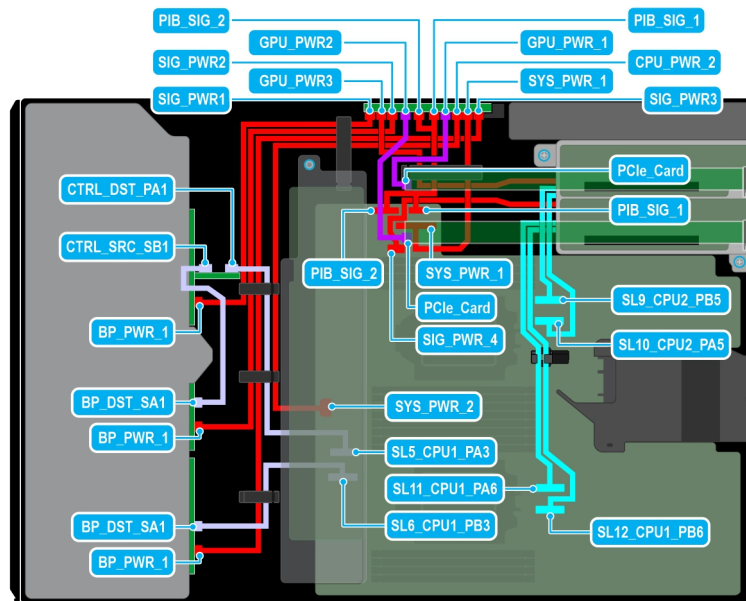 PIB_SIG_2
PIB_SIG_1
GPU_PWR2
GPU_PWR_1
SIG_PWR2
CPU_PWR_2
GPU_PWR3
SYS_PWR_1
SIG_PWR1
SIG_PWR3
PCIe_Card
CTRL_DST_PA1
PIB_SIG_1
CTRL_SRC_SB1
PIB_SIG_2
SYS_PWR_1
SL9_CPU2_PB5
PCIe_Card
BP_PWR_1
SIG_PWR_4
SL10_CPU2_PA5
BP_DST_SA1
SYS_PWR_2
BP_PWR_1
SL5_CPU1_PA3
SL11_CPU1_PA6
BP_DST_SA1
SL6_CPU1_PB3
SL12_CPU1_PB6
BP_PWR_1